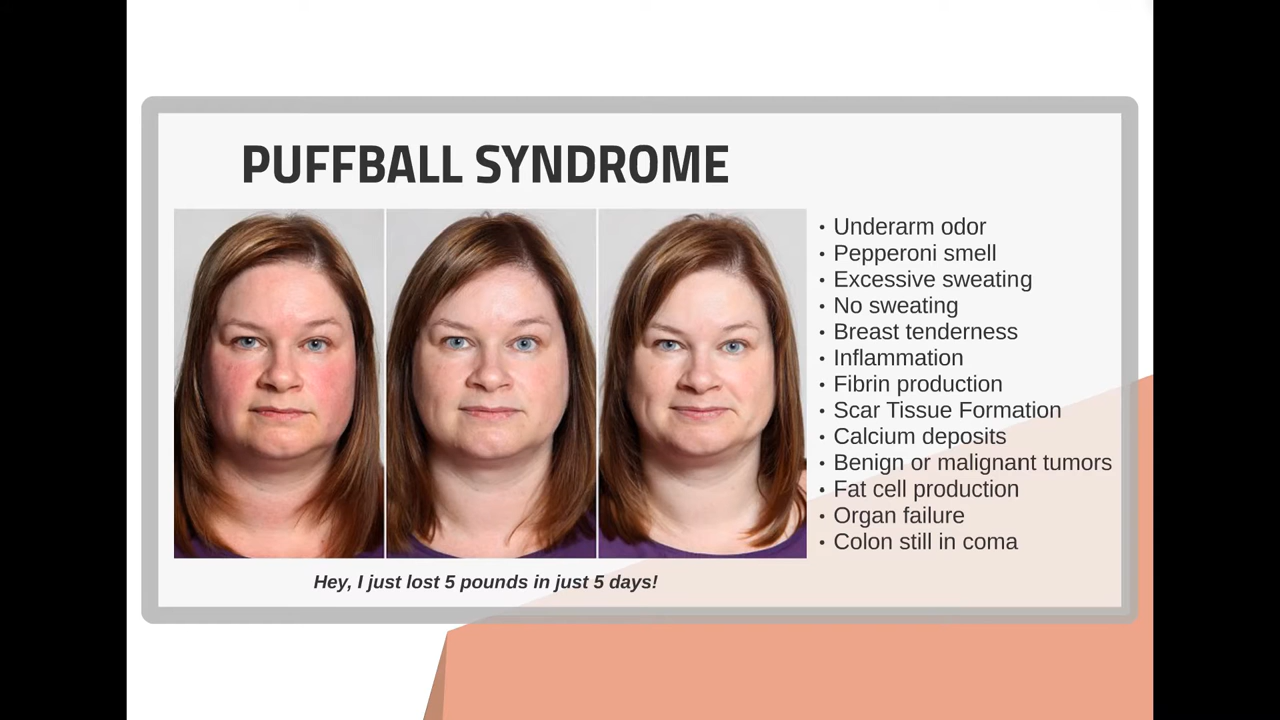 PUFFBALL SYNDROME
• Underarm odor
• Pepperoni smell
• Excessive sweating
• No sweating
• Breast tenderness
• Inflammation
• Fibrin production
• Scar Tissue Formation
• Calcium deposits
• Benign or malignant tumors
• Fat cell production
• Organ failure
• Colon still in coma
Hey, I just lost 5 pounds in just 5 days!